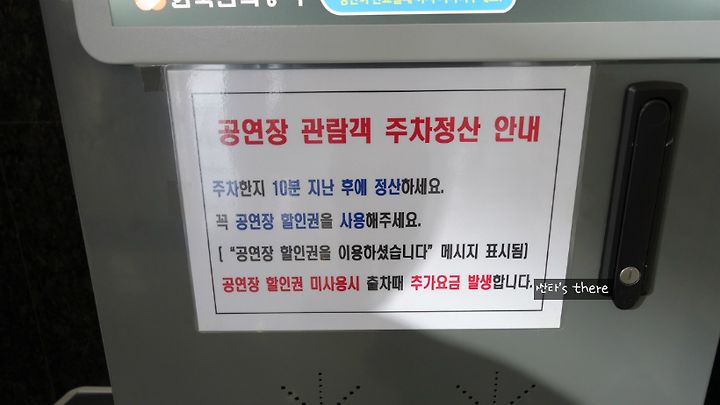 공연장 관람객 주차정산 안내
주차한지 10분 지난 후에 정산하세요.
꼭 공연장 할인권을 사용해주세요.
[ “공연장 할인권을 이용하셨습니다” 메시지 표시됨]
공연장 할인권 미사용시 출차때 추가요금 발생합니다.
산타's there